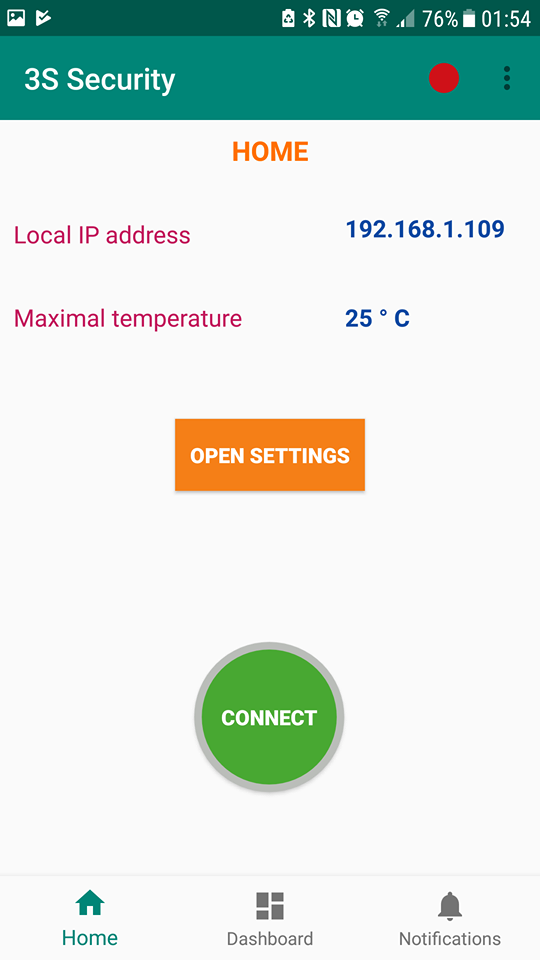 76% 01:54
3S Security
HOME
Local IP address 192.168.1.109
Maximal temperature 25 ° C
OPEN SETTINGS
CONNECT
Home Dashboard Notifications